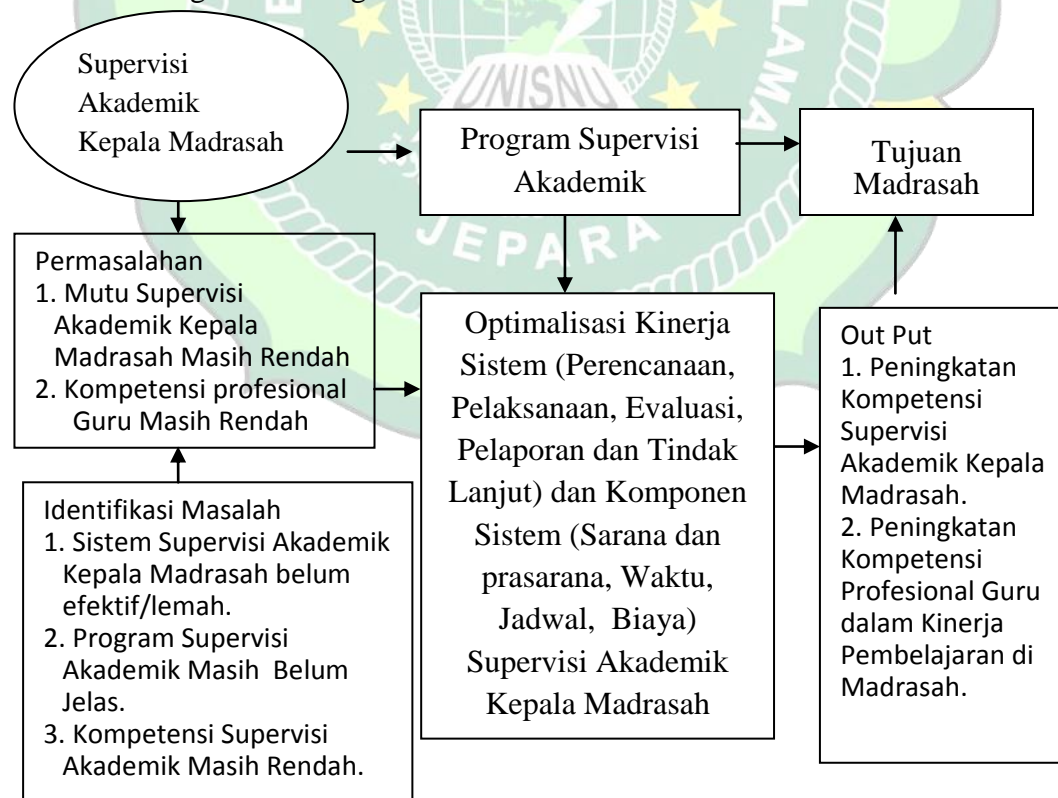 Supervisi
Akademik
Kepala Madrasah
Program Supervisi
Akademik
Tujuan
Madrasah
UNISNU
JEPARA
Permasalahan
1. Mutu Supervisi
Akademik Kepala
Madrasah Masih Rendah
2. Kompetensi profesional
Guru Masih Rendah
Identifikasi Masalah
1. Sistem Supervisi Akademik
Kepala Madrasah belum
efektif/lemah.
2. Program Supervisi
Akademik Masih Belum
Jelas.
3. Kompetensi Supervisi
Akademik Masih Rendah.
Optimalisasi Kinerja
Sistem (Perencanaan,
Pelaksanaan, Evaluasi,
Pelaporan dan Tindak
Lanjut) dan Komponen
Sistem (Sarana dan
prasarana, Waktu,
Jadwal, Biaya)
Supervisi Akademik
Kepala Madrasah
Out Put
1. Peningkatan
Kompetensi
Supervisi
Akademik Kepala
Madrasah.
2. Peningkatan
Kompetensi
Profesional Guru
dalam Kinerja
Pembelajaran di
Madrasah.